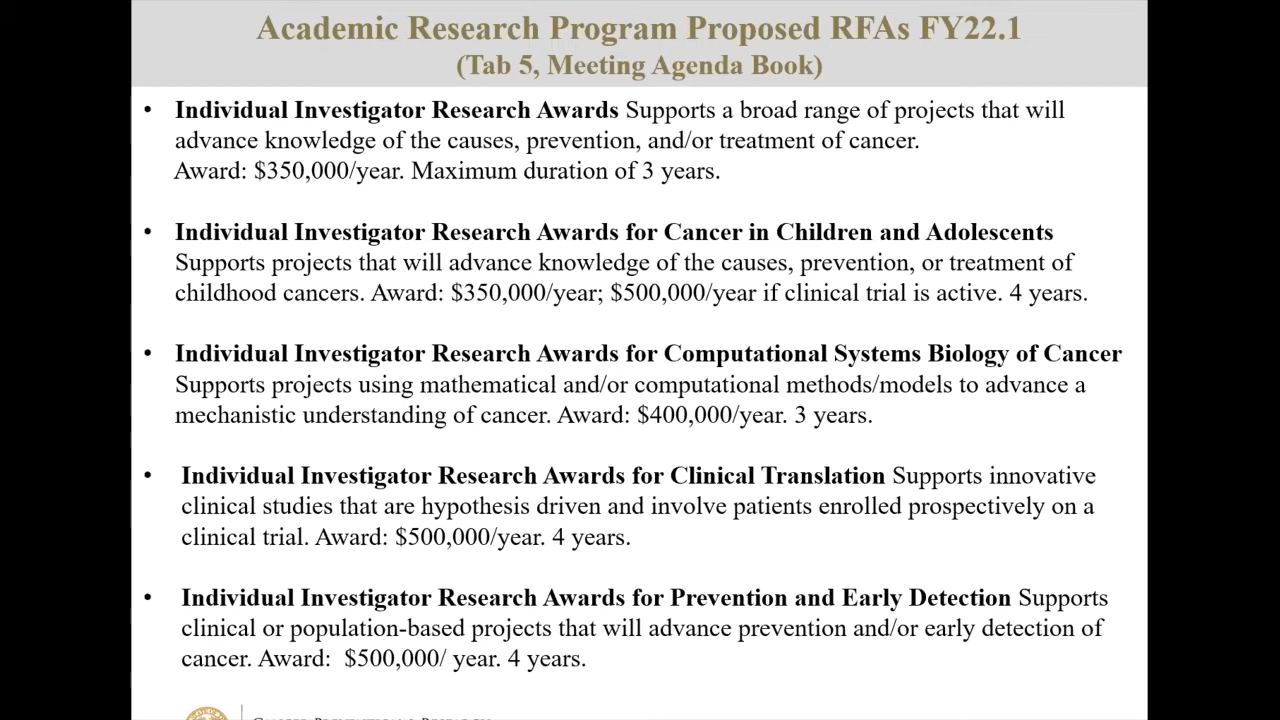 Academic Research Program Proposed RFAs FY22.1
(Tab 5, Meeting Agenda Book)
• Individual Investigator Research Awards Supports a broad range of projects that will
advance knowledge of the causes, prevention, and/or treatment of cancer.
Award: $350,000/year. Maximum duration of 3 years.
• Individual Investigator Research Awards for Cancer in Children and Adolescents
Supports projects that will advance knowledge of the causes, prevention, or treatment of
childhood cancers. Award: $350,000/year; $500,000/year if clinical trial is active. 4 years.
• Individual Investigator Research Awards for Computational Systems Biology of Cancer
Supports projects using mathematical and/or computational methods/models to advance a
mechanistic understanding of cancer. Award: $400,000/year. 3 years.
• Individual Investigator Research Awards for Clinical Translation Supports innovative
clinical studies that are hypothesis driven and involve patients enrolled prospectively on a
clinical trial. Award: $500,000/year. 4 years.
• Individual Investigator Research Awards for Prevention and Early Detection Supports
clinical or population-based projects that will advance prevention and/or early detection of
cancer. Award: $500,000/ year. 4 years.